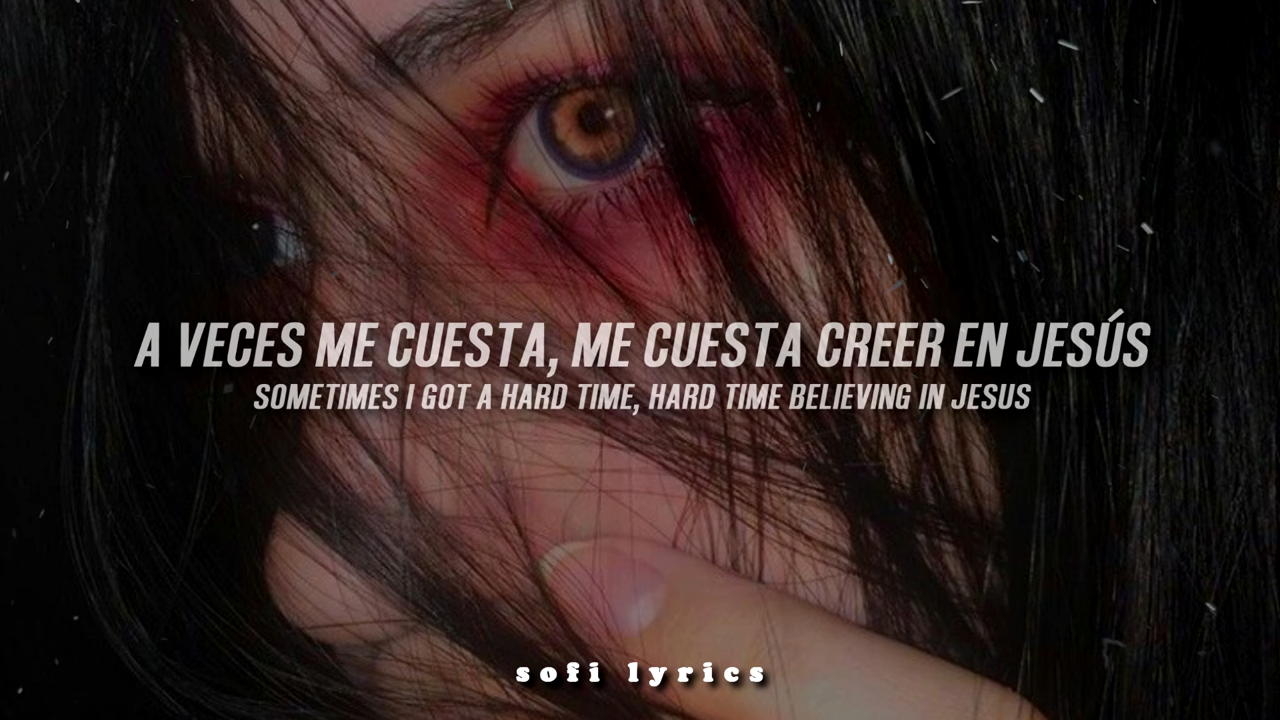 A VECES ME CUESTA, ME CUESTA CREER EN JESÚS
SOMETIMES I GOT A HARD TIME, HARD TIME BELIEVING IN JESUS
sofi lyrics